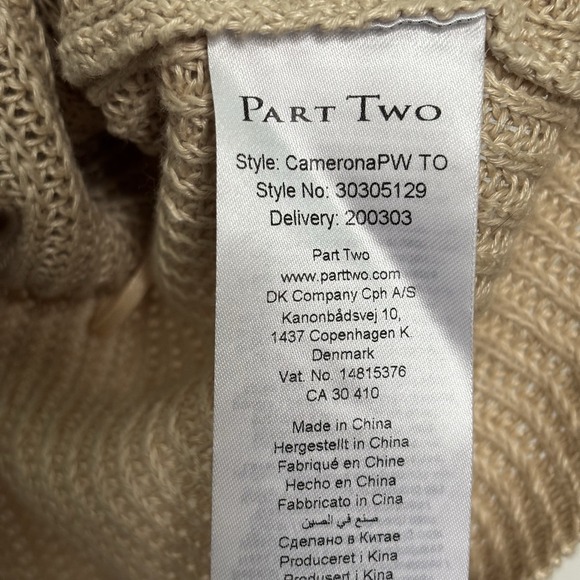 PART TWO
Style: CameronaPW TO
Style No: 30305129
Delivery: 200303
Part Two
www.parttwo.com
DK Company Cph A/S
Kanonbådsvej 10,
1437 Copenhagen K.
Denmark
Vat. No. 14815376
CA 30 410
Made in China
Hergestellt in China
Fabriqué en Chine
Hecho en China
Fabbricato in Cina
صنع في الصين
Сделано в Китае
Produceret i Kina
Produsert i Kina